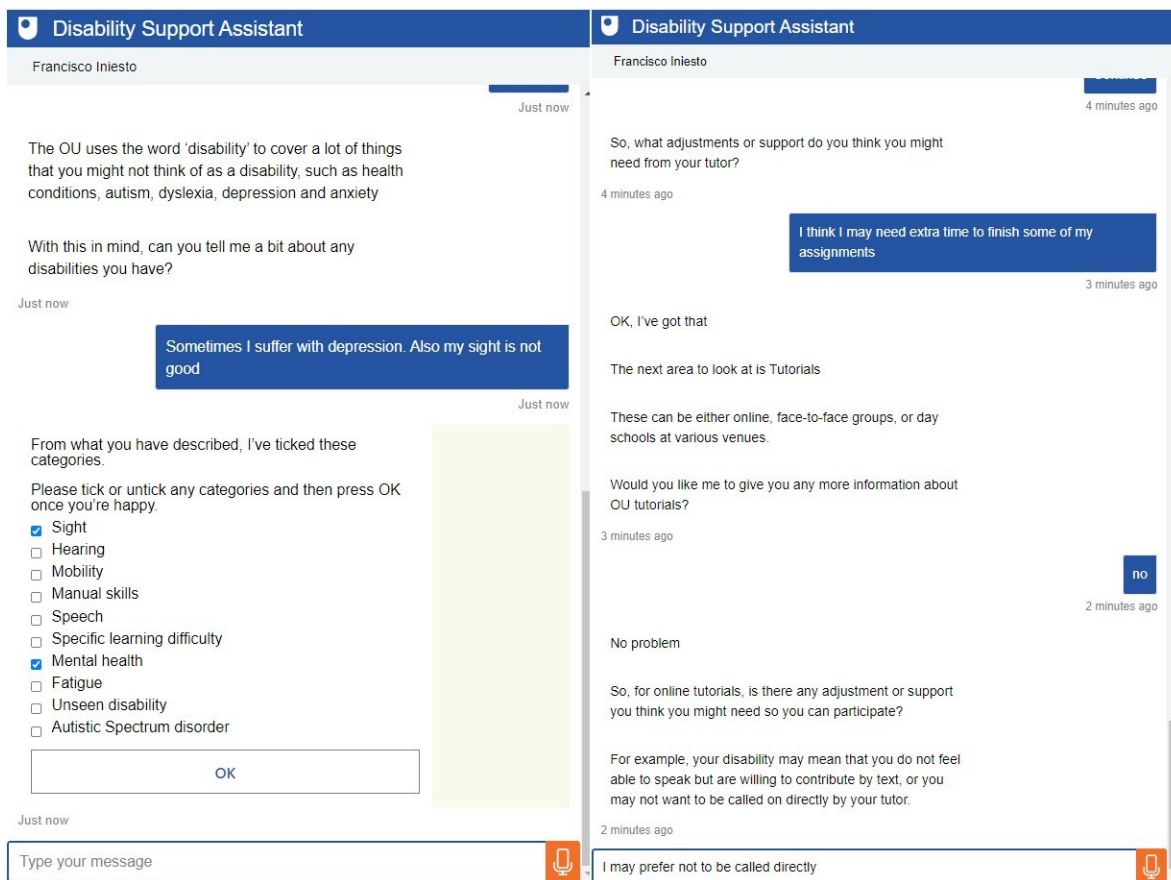 Disability Support Assistant
Francisco Iniesto
Just now
The OU uses the word ‘disability’ to cover a lot of things
that you might not think of as a disability, such as health
conditions, autism, dyslexia, depression and anxiety
With this in mind, can you tell me a bit about any
disabilities you have?
Just now
Sometimes I suffer with depression. Also my sight is not
good
Just now
From what you have described, I’ve ticked these
categories.
Please tick or untick any categories and then press OK
once you’re happy.
Sight
Hearing
Mobility
Manual skills
Speech
Specific learning difficulty
Mental health
Fatigue
Unseen disability
Autistic Spectrum disorder
OK
Just now
Type your message
Disability Support Assistant
Francisco Iniesto
4 minutes ago
So, what adjustments or support do you think you might
need from your tutor?
4 minutes ago
I think I may need extra time to finish some of my
assignments
3 minutes ago
OK, I’ve got that
The next area to look at is Tutorials
These can be either online, face-to-face groups, or day
schools at various venues.
Would you like me to give you any more information about
OU tutorials?
3 minutes ago
no
2 minutes ago
No problem
So, for online tutorials, is there any adjustment or support
you think you might need so you can participate?
For example, your disability may mean that you do not feel
able to speak but are willing to contribute by text, or you
may not want to be called on directly by your tutor.
2 minutes ago
I may prefer not to be called directly